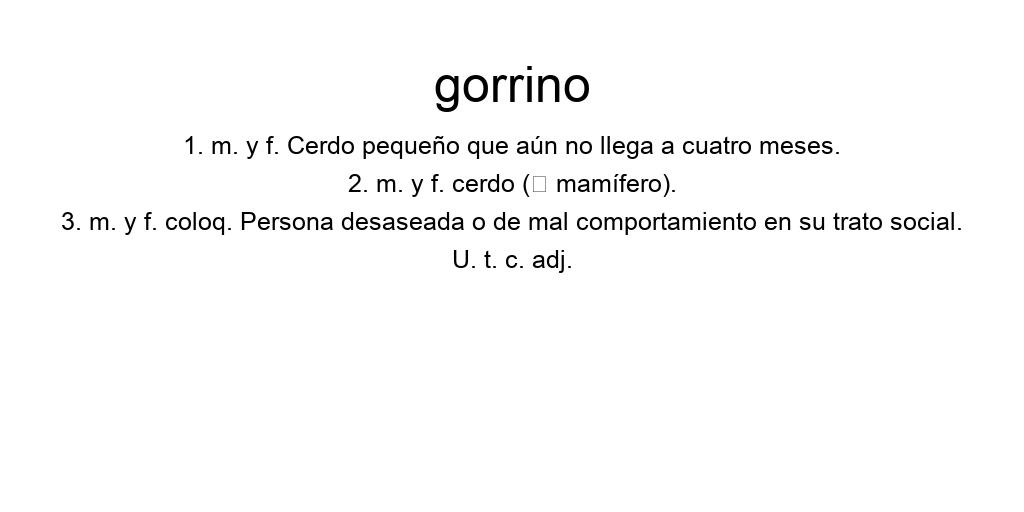 gorrino
1. m. y f. Cerdo pequeño que aún no llega a cuatro meses.
2. m. y f. cerdo (▯ mamífero).
3. m. y f. coloq. Persona desaseada o de mal comportamiento en su trato social.
U. t. c. adj.